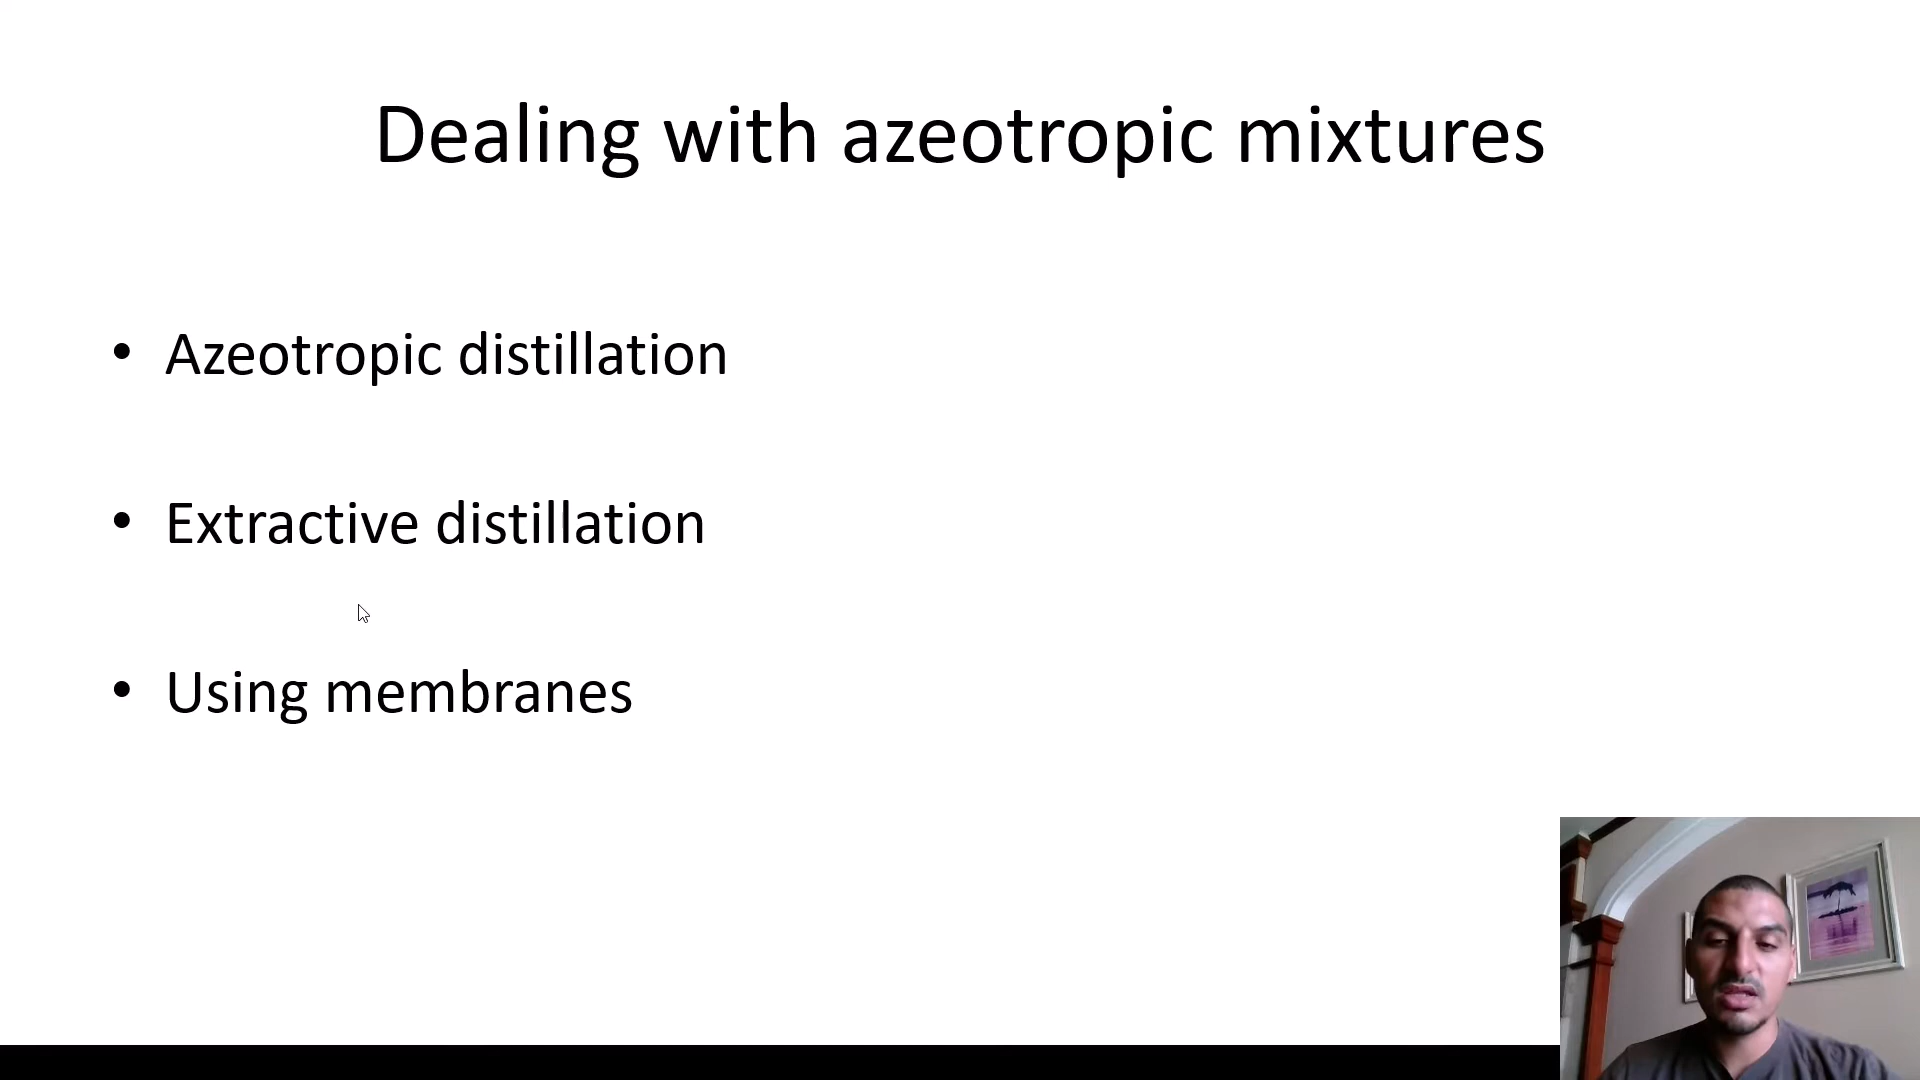 Dealing with azeotropic mixtures
• Azeotropic distillation
• Extractive distillation
• Using membranes